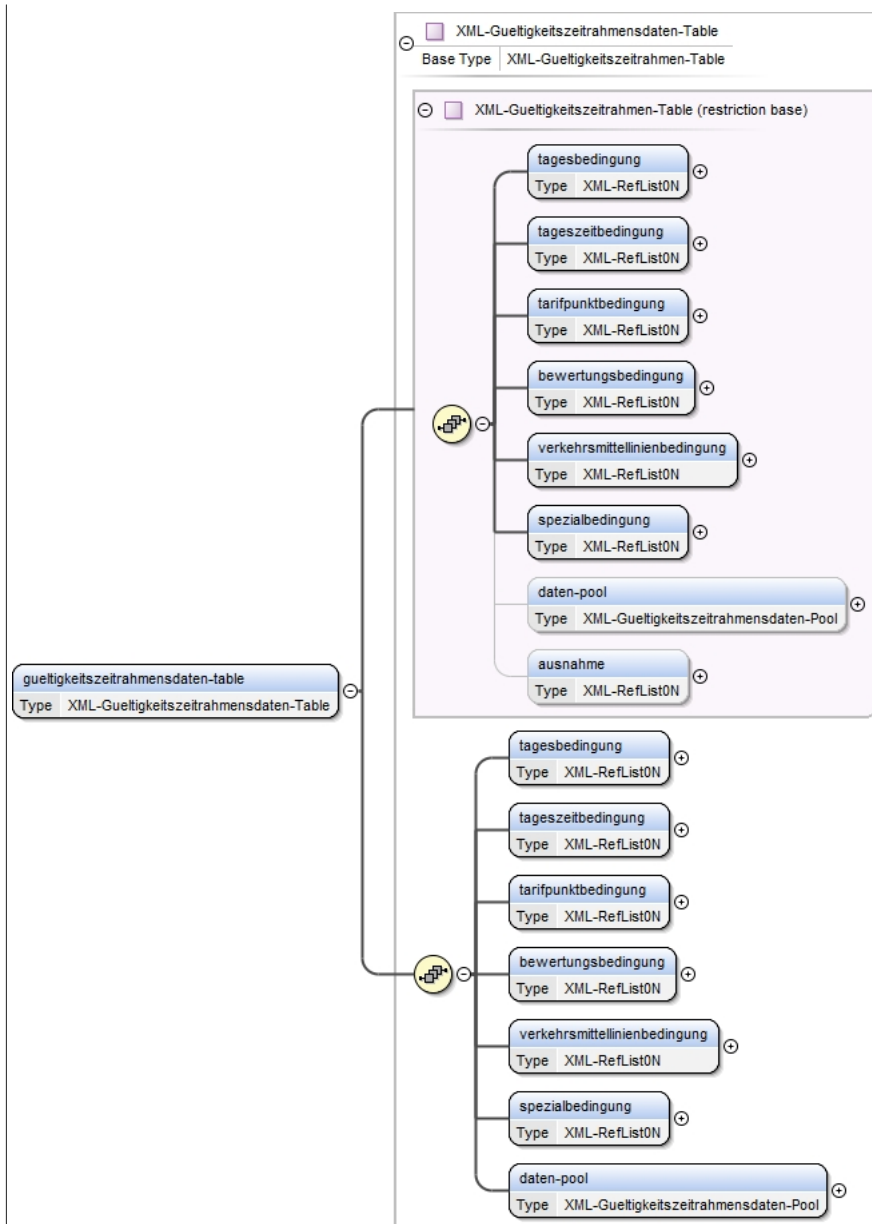 XML-Gueltigkeitszeitrahmensdaten-Table
Base Type XML-Gueltigkeitszeitrahmen-Table
XML-Gueltigkeitszeitrahmen-Table (restriction base)
tagesbedingung
Type XML-RefList0N
tageszeitbedingung
Type XML-RefList0N
tarifpunktbedingung
Type XML-RefList0N
bewertungsbedingung
Type XML-RefList0N
verkehrsmittellinienbedingung
Type XML-RefList0N
spezialbedingung
Type XML-RefList0N
daten-pool
Type XML-Gueltigkeitszeitrahmensdaten-Pool
ausnahme
Type XML-RefList0N
gueltigkeitszeitrahmensdaten-table
Type XML-Gueltigkeitszeitrahmensdaten-Table
tagesbedingung
Type XML-RefList0N
tageszeitbedingung
Type XML-RefList0N
tarifpunktbedingung
Type XML-RefList0N
bewertungsbedingung
Type XML-RefList0N
verkehrsmittellinienbedingung
Type XML-RefList0N
spezialbedingung
Type XML-RefList0N
daten-pool
Type XML-Gueltigkeitszeitrahmensdaten-Pool